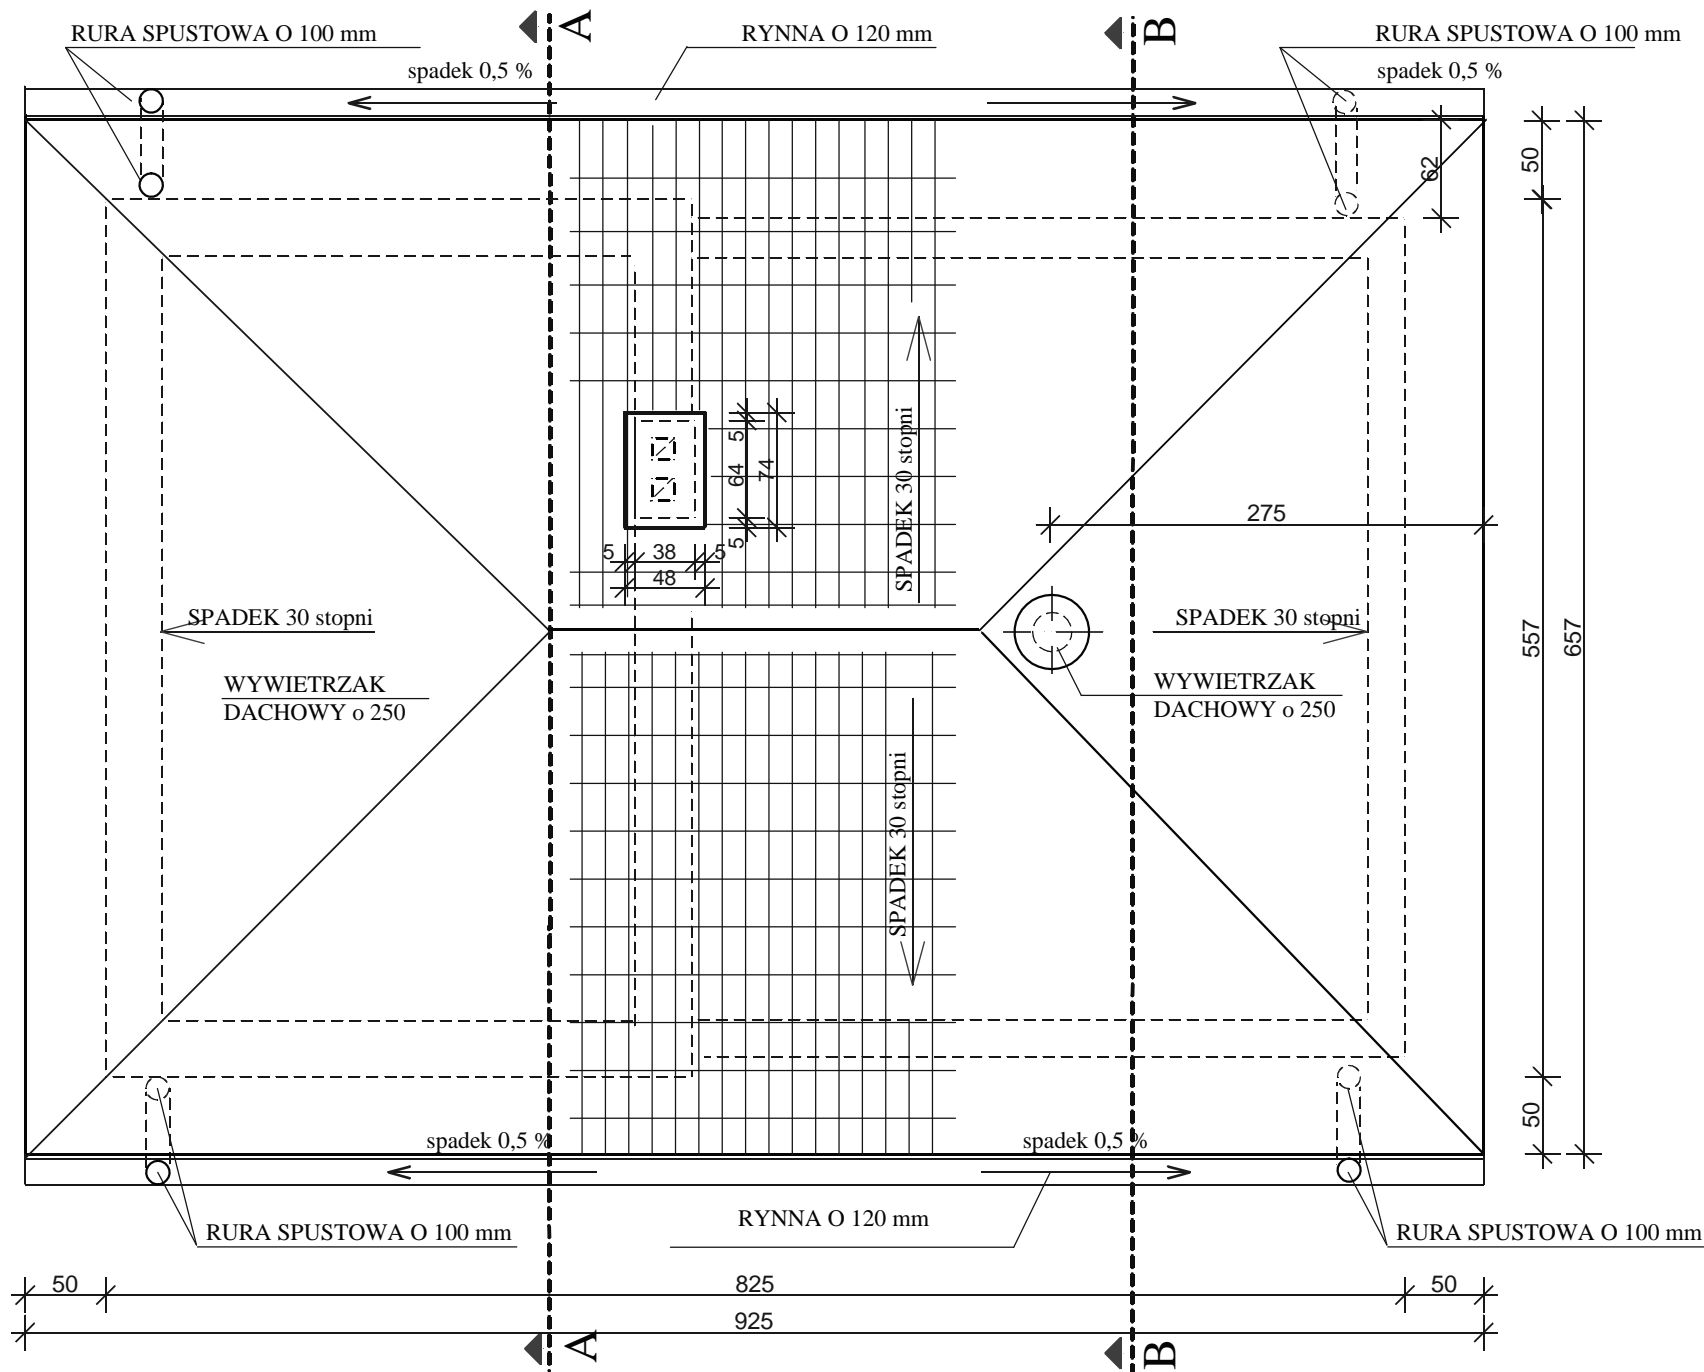 A
B
RURA SPUSTOWA O 100 mm
RYNNA O 120 mm
RURA SPUSTOWA O 100 mm
spadek 0,5 %
spadek 0,5 %
62
50
SPADEK 30 stopni
5
64
5
74
5
38
5
48
275
SPADEK 30 stopni
SPADEK 30 stopni
557
657
WYWIETRZAK
DACHOWY o 250
WYWIETRZAK
DACHOWY o 250
SPADEK 30 stopni
50
spadek 0,5 %
spadek 0,5 %
RURA SPUSTOWA O 100 mm
RYNNA O 120 mm
RURA SPUSTOWA O 100 mm
50
825
50
925
A
B